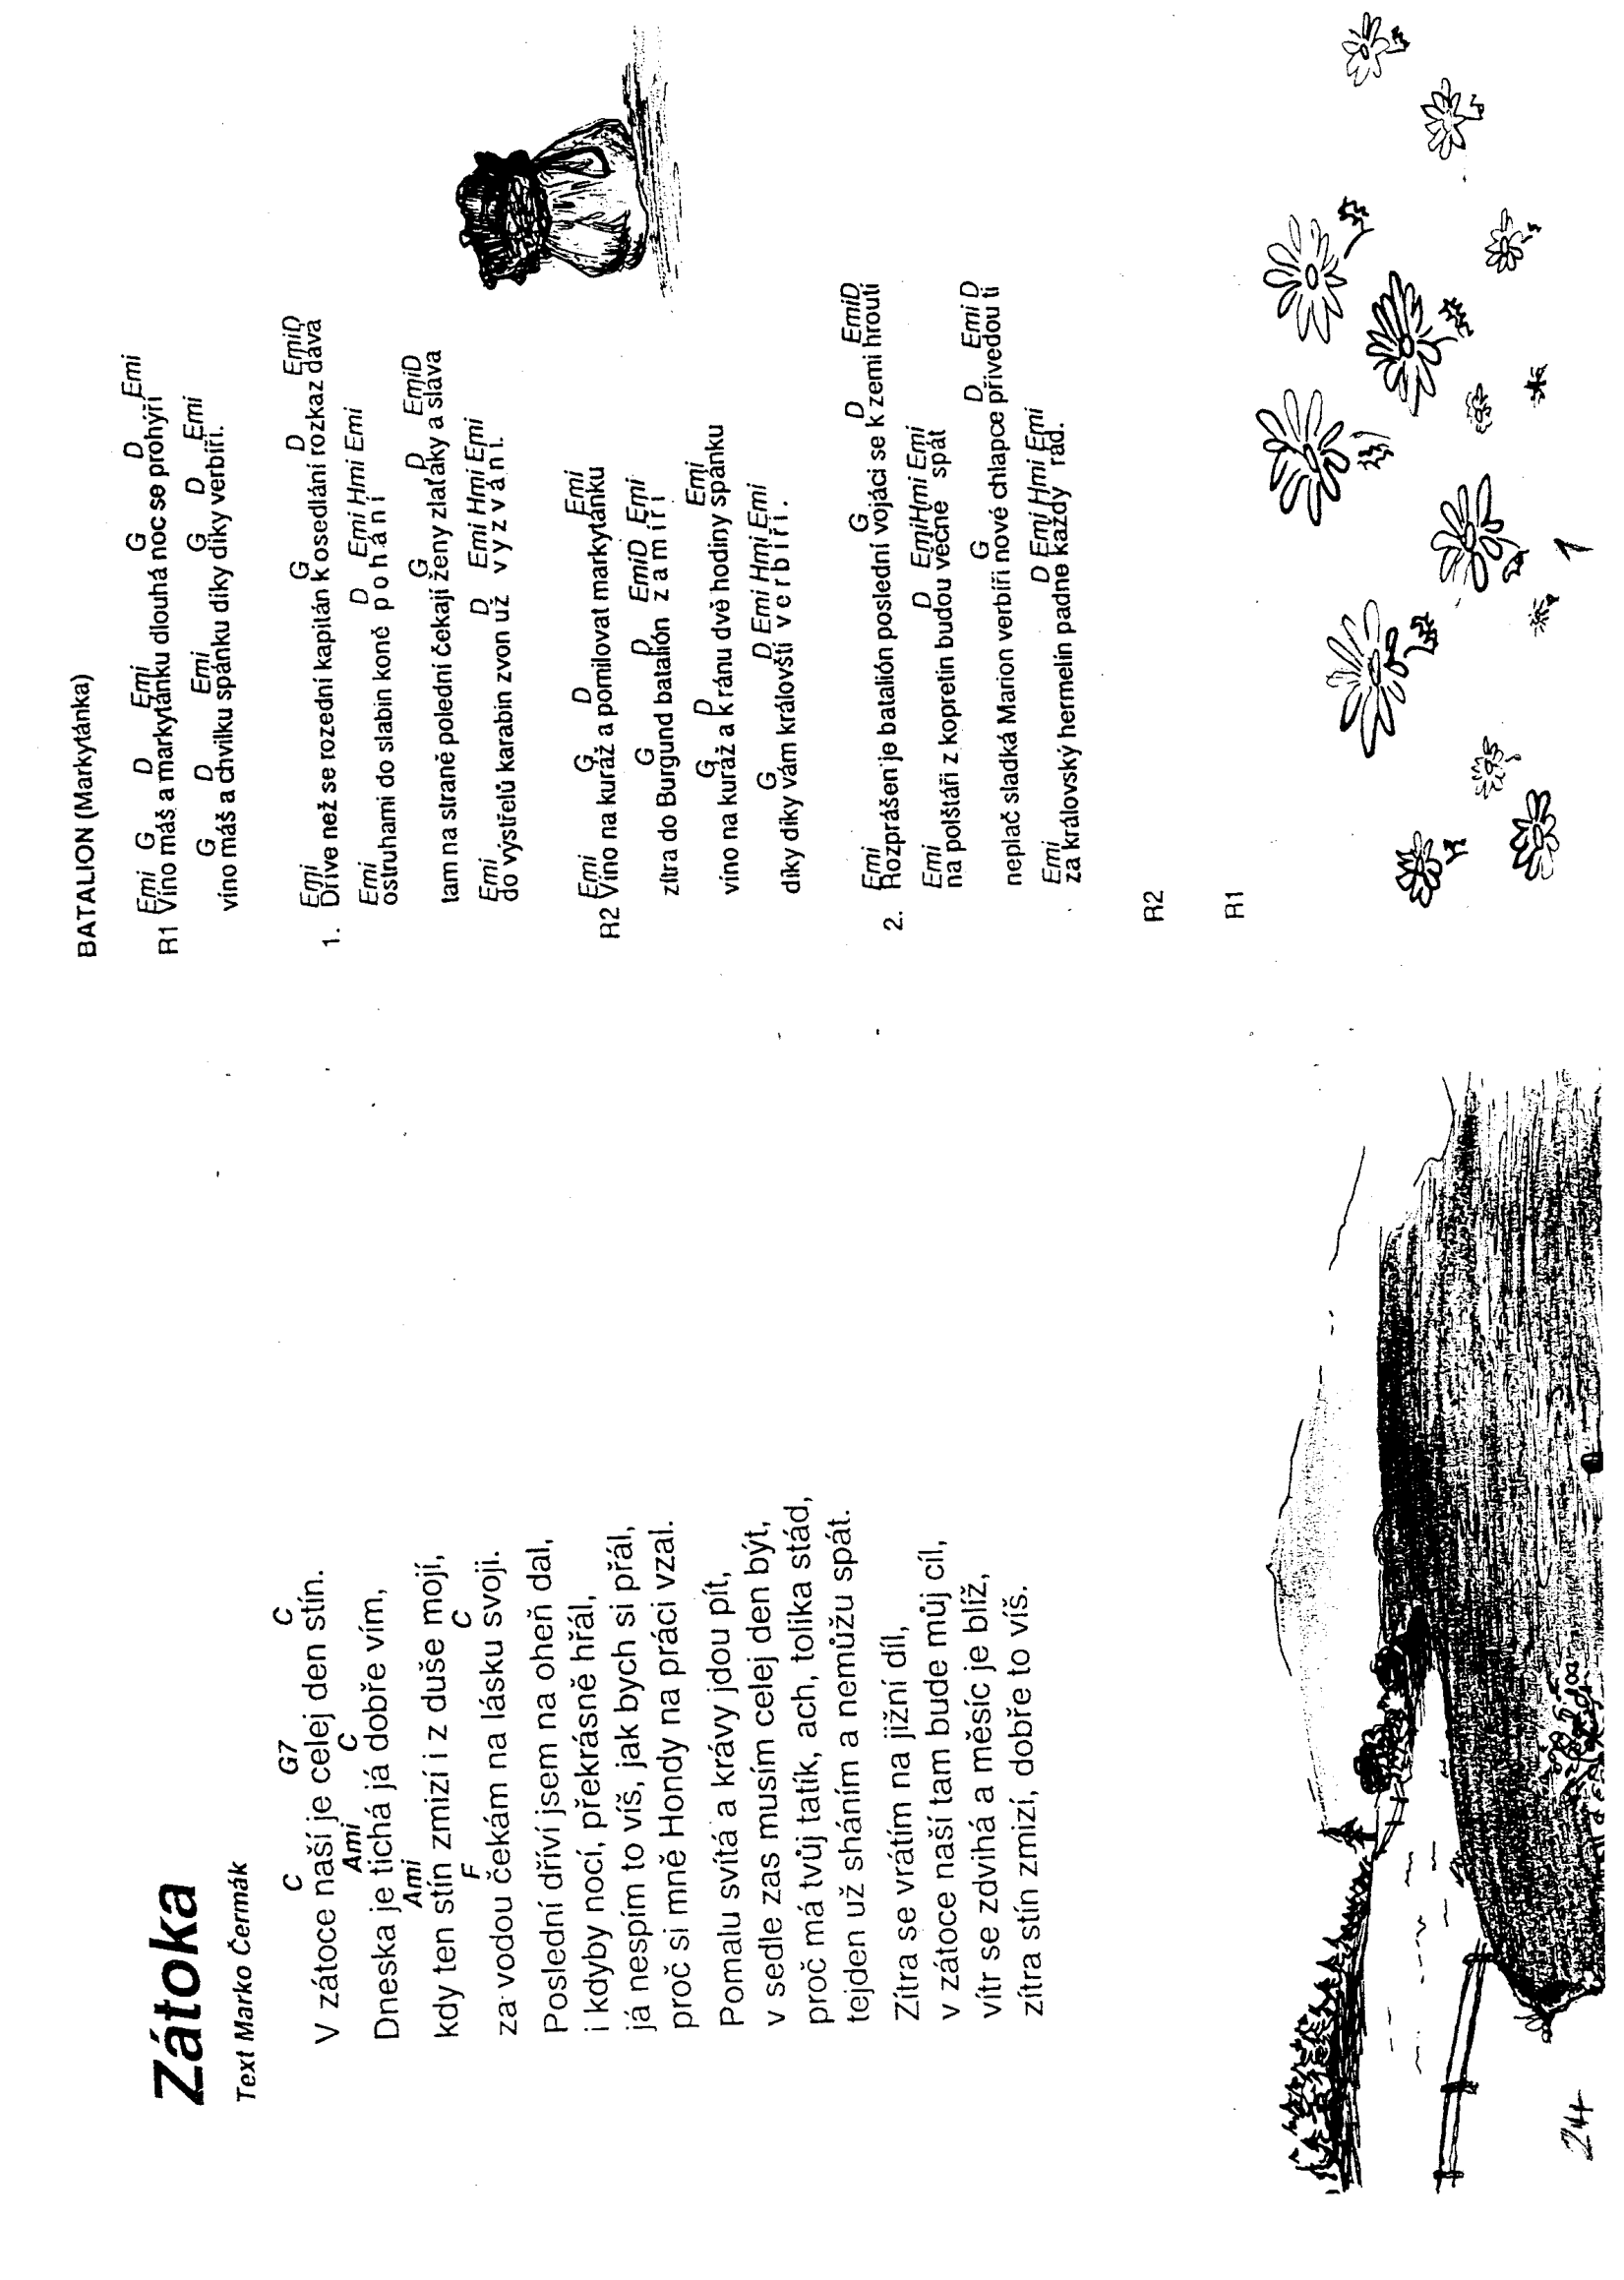 Zátoka
Text Marko Čermák
C G7 C
V zátoce naší je celej den stín.
Ami C
Dneska je tichá já dobře vím,
Ami
kdy ten stín zmizí i z duše mojí,
F C
za vodou čekám na lásku svoji.
Poslední dříví jsem na oheň dal,
i kdyby nocí, překrásně hřál,
já nespím to víš, jak bych si přál,
proč si mně Hondy na práci vzal.
Pomalu svítá a krávy jdou pít,
v sedle zas musím celej den být,
proč má tvůj tatík, ach, tolika stád,
tejden už sháním a nemůžu spát.
Zítra se vrátím na jižní díl,
v zátoce naší tam bude můj cíl,
vítr se zdvihá a měsíc je blíž,
zítra stín zmizí, dobře to víš.
24
BATALION (Markytánka)
Emi G D Emi G D Emi
R1 Víno máš a markytánku dlouhá noc se prohýří
G D Emi G D Emi
víno máš a chvilku spánku díky díky verbíři.
Emi G D EmiD
1. Dříve než se rozední kapitán k osedlání rozkaz dává
Emi D Emi Hmi Emi
ostruhami do slabin koně p o h á n í
G D EmiD
tam na straně polední čekají ženy zlaťáky a sláva
Emi D Emi Hmi Emi
do výstřelů karabin zvon už v y z v á n í.
Emi G D Emi
R2 Víno na kuráž a pomilovat markytánku
G D EmiD Emi
zítra do Burgund batalión z a m í ř í
G D Emi
víno na kuráž a k ránu dvě hodiny spánku
G D Emi Hmi Emi
díky díky vám královští v e r b í ř i .
Emi G D EmiD
2. Rozprášen je batalión poslední vojáci se k zemi hroutí
Emi D EmiHmi Emi
na polštáři z kopretin budou věčně spát
G D Emi D
neplač sladká Marion verbíři nové chlapce přivedou ti
Emi D Emi Hmi Emi
za královský hermelin padne každý rád.
R2
R1
1